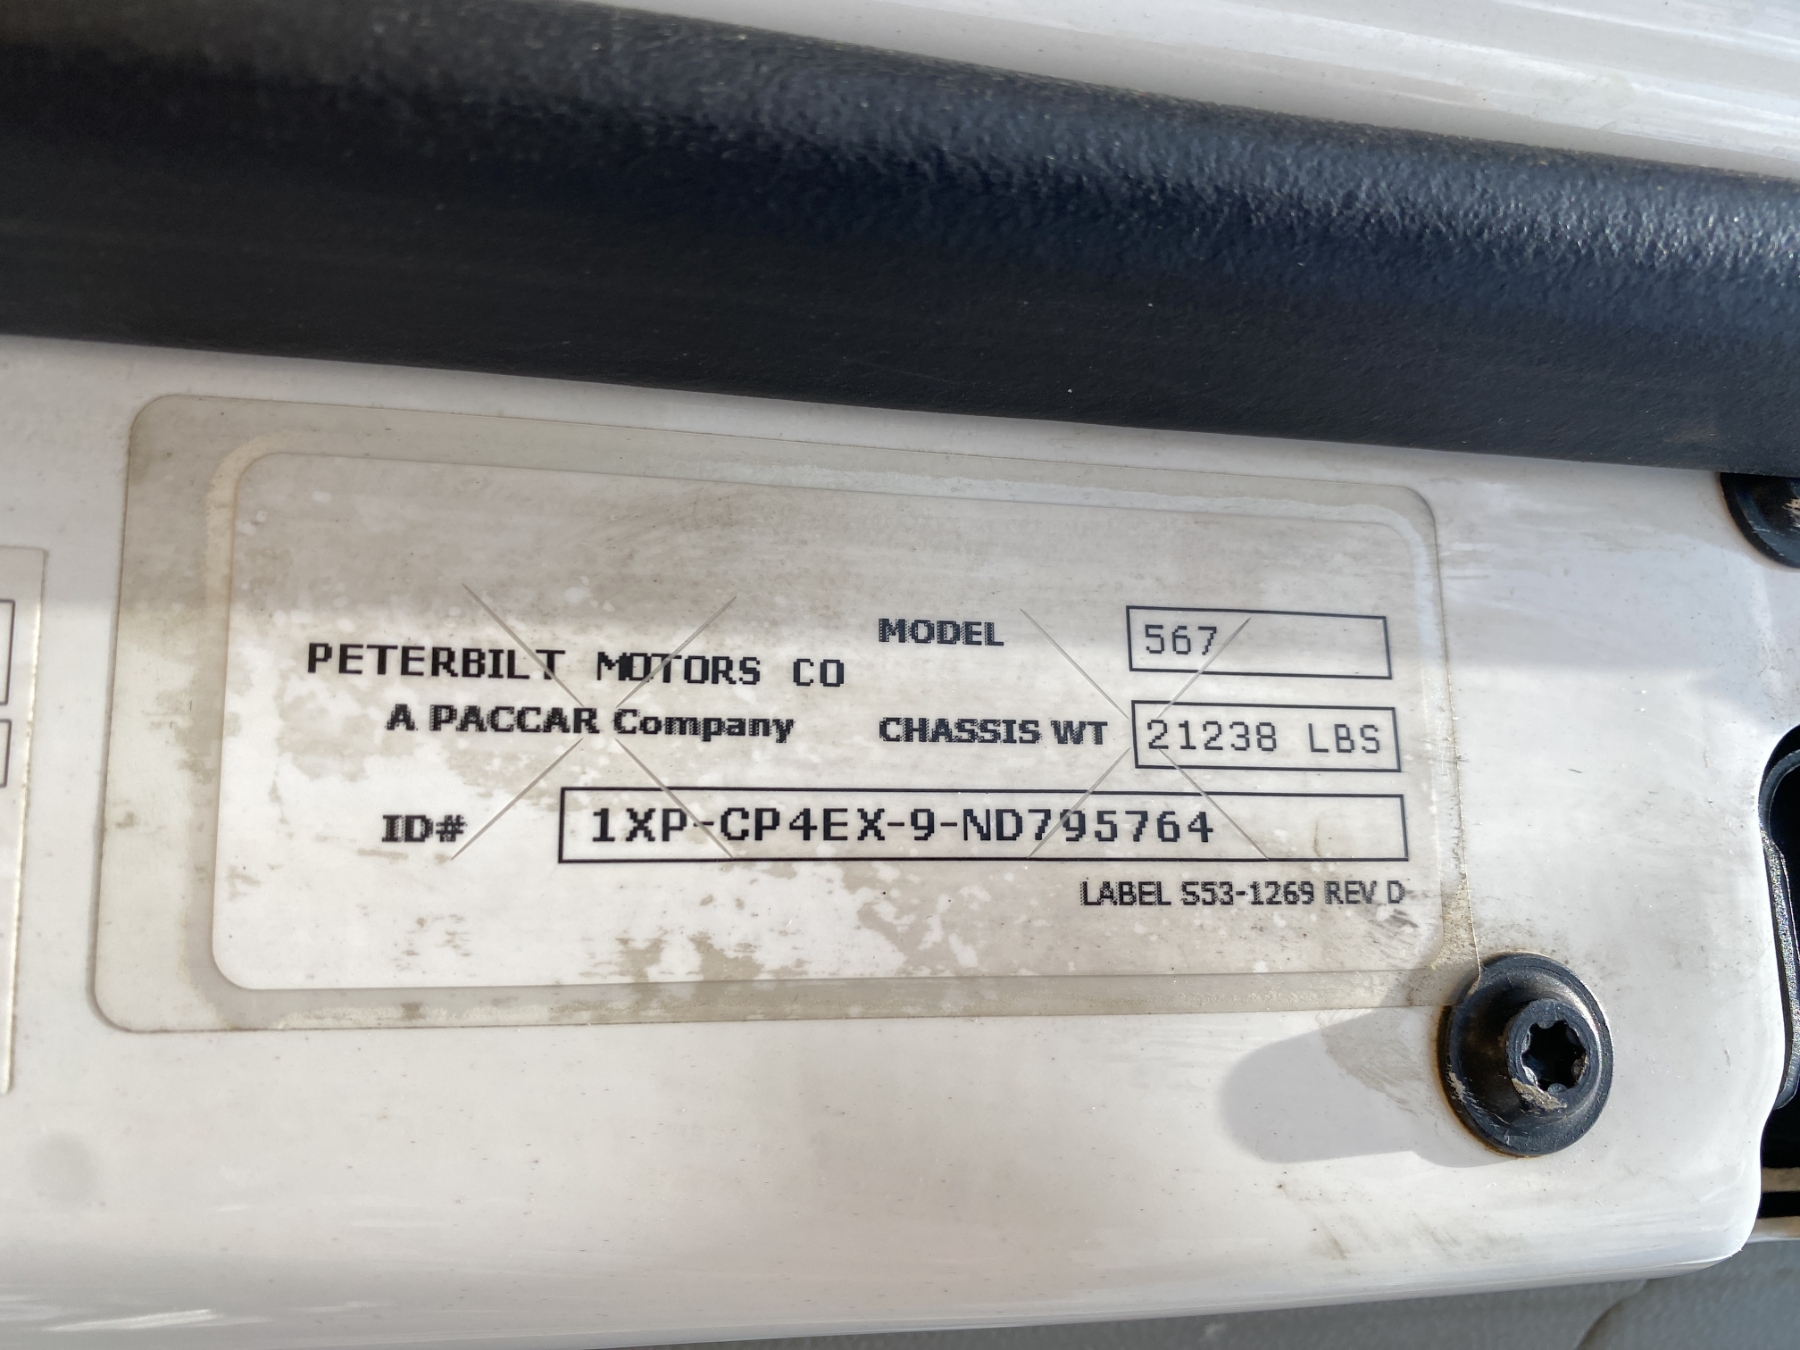 PETERBILT MOTORS CO
A PACCAR Company
MODEL 567
CHASSIS WT 21238 LBS
ID# 1XP-CP4EX-9-ND795764
LABEL S53-1269 REV D